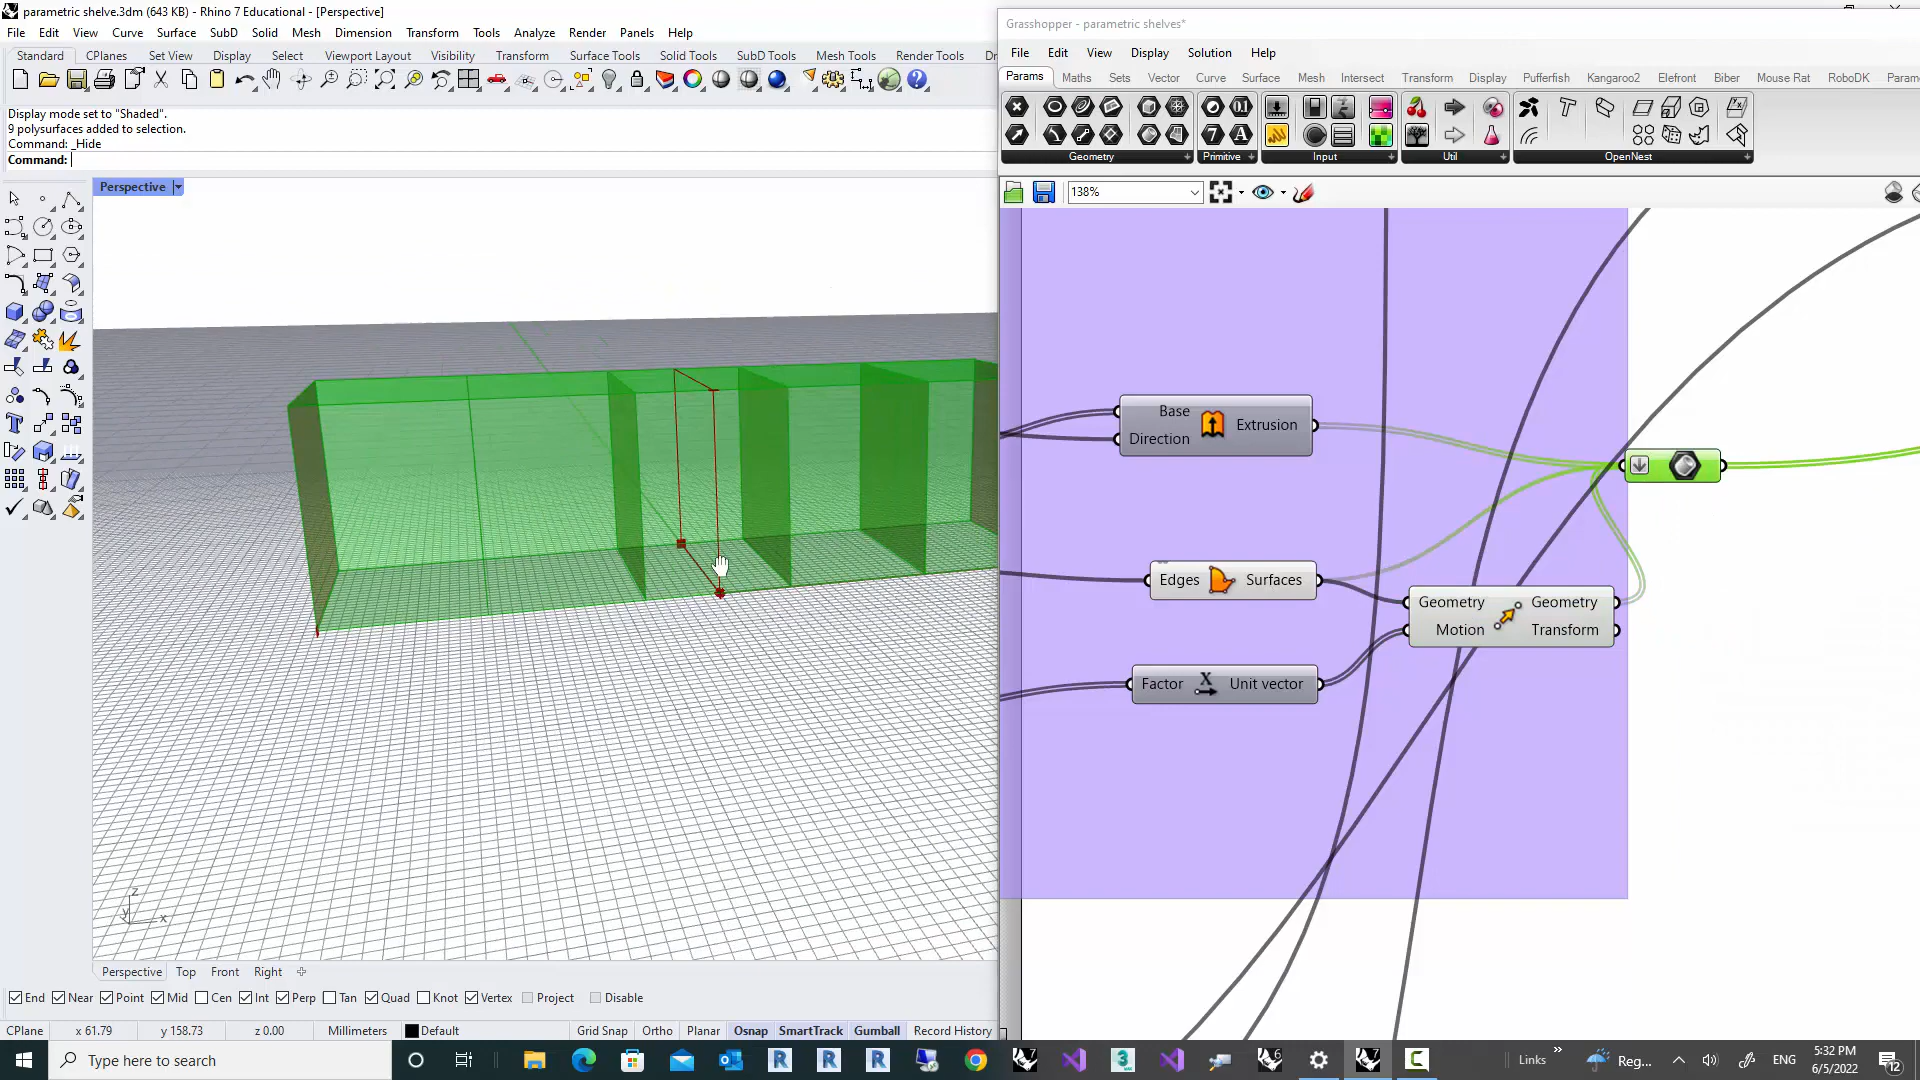 parametric shelve.3dm (643 KB) - Rhino 7 Educational - [Perspective]
File Edit View Curve Surface SubD Solid Mesh Dimension Transform Tools Analyze Render Panels Help
Standard CPlanes Set View Display Select Viewport Layout Visibility Transform Surface Tools Solid Tools SubD Tools Mesh Tools Render Tools
Display mode set to "Shaded".
9 polysurfaces added to selection.
Command: _Hide
Command:
Perspective
z
y x
Perspective Top Front Right
End Near Point Mid Cen Int Perp Tan Quad Knot Vertex Project Disable
CPlane x 61.79 y 158.73 z 0.00 Millimeters Default Grid Snap Ortho Planar Osnap SmartTrack Gumball Record History
Grasshopper - parametric shelves*
File Edit View Display Solution Help
Params Maths Sets Vector Curve Surface Mesh Intersect Transform Display Pufferfish Kangaroo2 Elefront Biber Mouse Rat RoboDK Param
Geometry Primitive Input Util OpenNest
138%
Base
Direction
Extrusion
Edges Surfaces
Geometry Geometry
Motion Transform
Factor X Unit vector
Type here to search
Links
Reg...
ENG
5:32 PM
6/5/2022
12